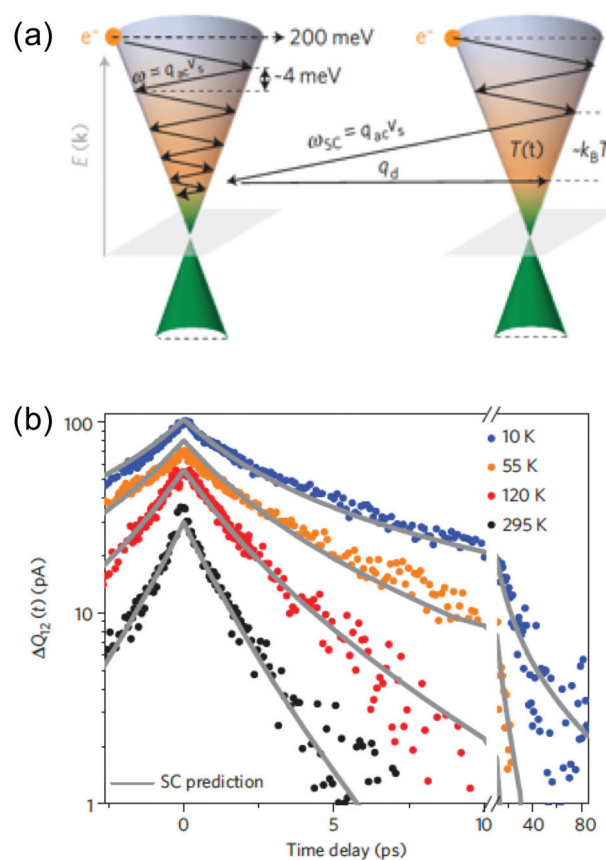 (a)
e⁻
200 meV
ω = q_ac v_s
~4 meV
E (k)
ω_SC = q_ac v_s
q_d
e⁻
T(t)
~k_B T
(b)
100
10
1
ΔQ₁₂ (t) (pA)
10 K
55 K
120 K
295 K
SC prediction
0 5 10 40 80
Time delay (ps)